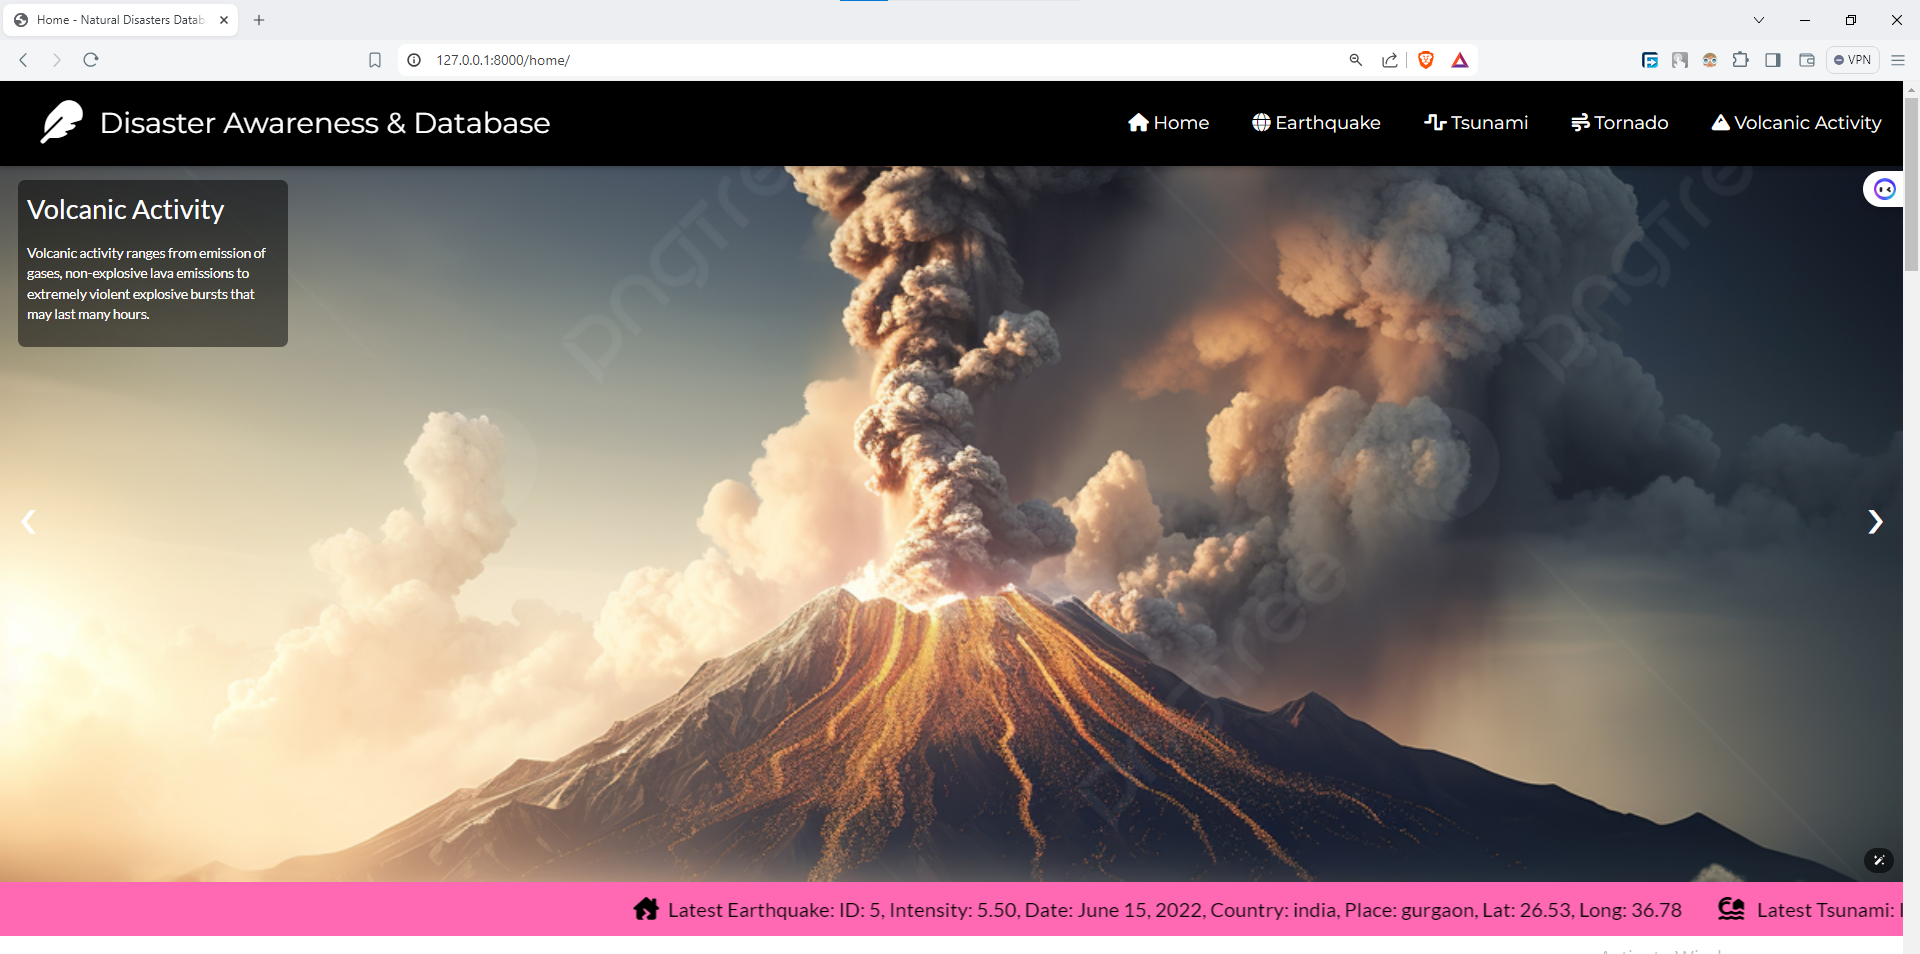 Home - Natural Disasters Datab
127.0.0.1:8000/home/
VPN
Disaster Awareness & Database
Home
Earthquake
Tsunami
Tornado
Volcanic Activity
Volcanic Activity
Volcanic activity ranges from emission of
gases, non-explosive lava emissions to
extremely violent explosive bursts that
may last many hours.
pngtree
pngtree
pngtree
Latest Earthquake: ID: 5, Intensity: 5.50, Date: June 15, 2022, Country: india, Place: gurgaon, Lat: 26.53, Long: 36.78
Latest Tsunami: